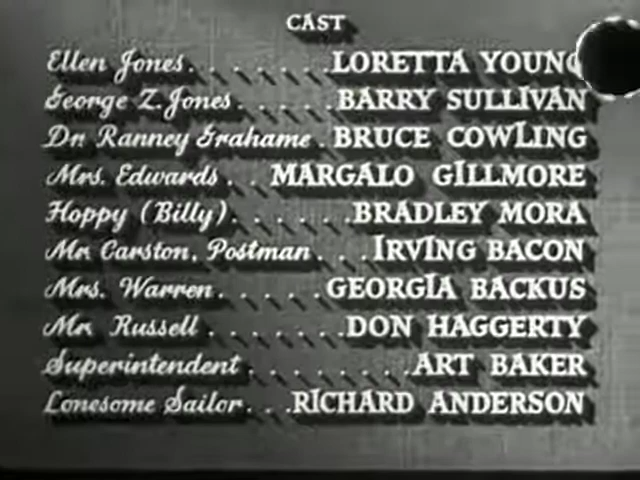 CAST
Ellen Jones. . . . . . . LORETTA YOUNG
George Z. Jones . . . . . BARRY SULLIVAN
Dr. Ranney Grahame . BRUCE COWLING
Mrs. Edwards . . MARGALO GILLMORE
Hoppy (Billy) . . . . . . BRADLEY MORA
Mr. Carston, Postman . . . IRVING BACON
Mrs. Warren . . . . . GEORGIA BACKUS
Mr. Russell . . . . . . . DON HAGGERTY
Superintendent . . . . . . . . ART BAKER
Lonesome Sailor . . . RICHARD ANDERSON